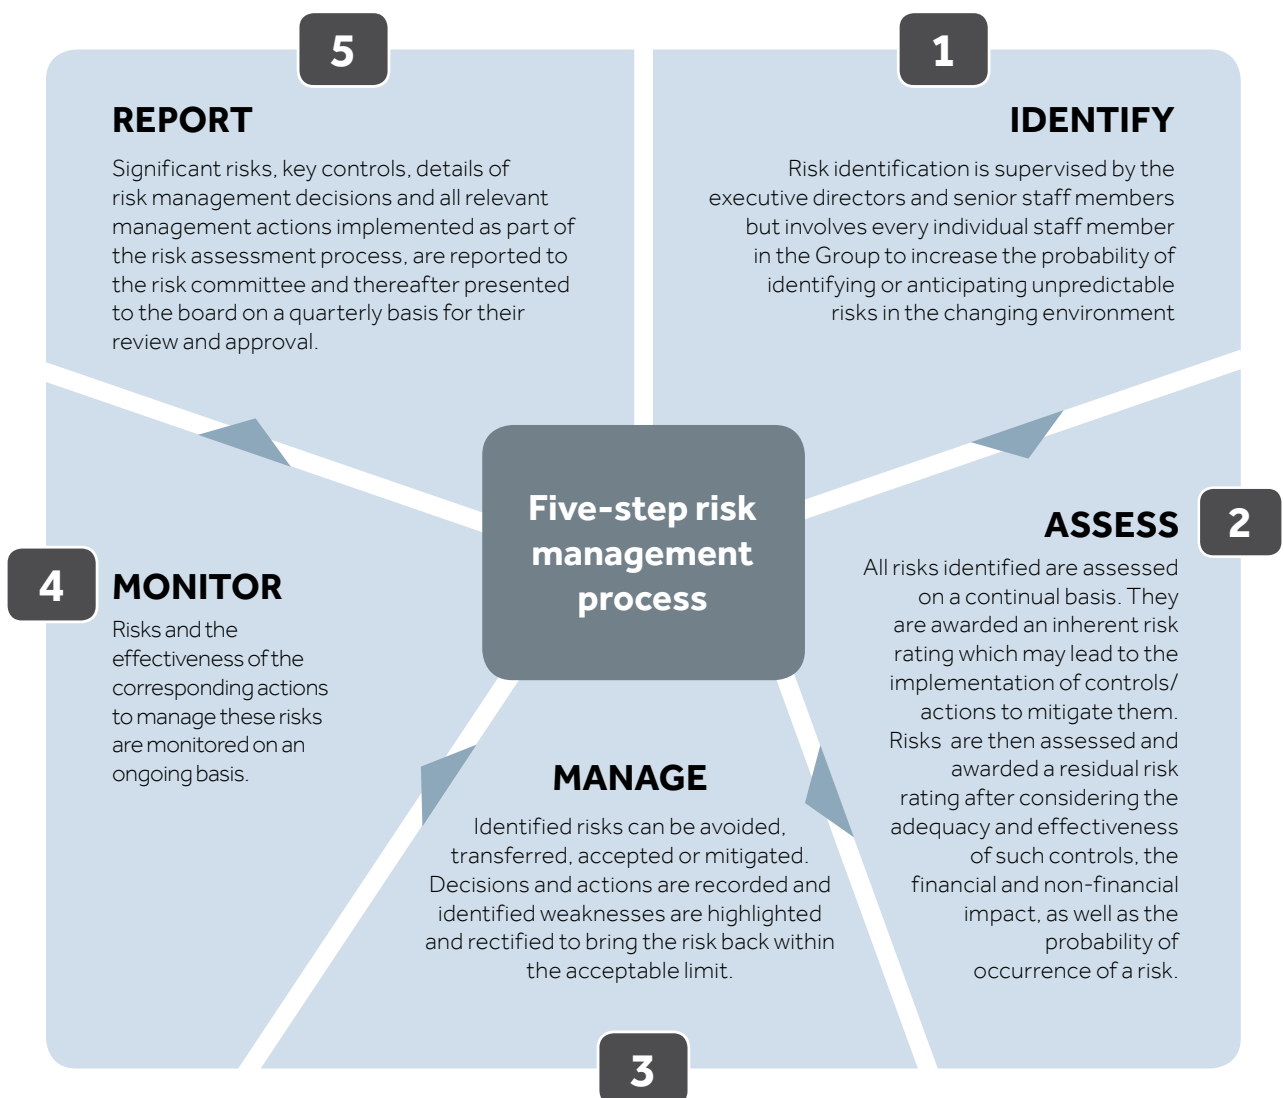 5
REPORT
Significant risks, key controls, details of
risk management decisions and all relevant
management actions implemented as part of
the risk assessment process, are reported to
the risk committee and thereafter presented
to the board on a quarterly basis for their
review and approval.
1
IDENTIFY
Risk identification is supervised by the
executive directors and senior staff members
but involves every individual staff member
in the Group to increase the probability of
identifying or anticipating unpredictable
risks in the changing environment
Five-step risk
management
process
2
ASSESS
All risks identified are assessed
on a continual basis. They
are awarded an inherent risk
rating which may lead to the
implementation of controls/
actions to mitigate them.
Risks are then assessed and
awarded a residual risk
rating after considering the
adequacy and effectiveness
of such controls, the
financial and non-financial
impact, as well as the
probability of
occurrence of a risk.
4
MONITOR
Risks and the
effectiveness of the
corresponding actions
to manage these risks
are monitored on an
ongoing basis.
MANAGE
Identified risks can be avoided,
transferred, accepted or mitigated.
Decisions and actions are recorded and
identified weaknesses are highlighted
and rectified to bring the risk back within
the acceptable limit.
3